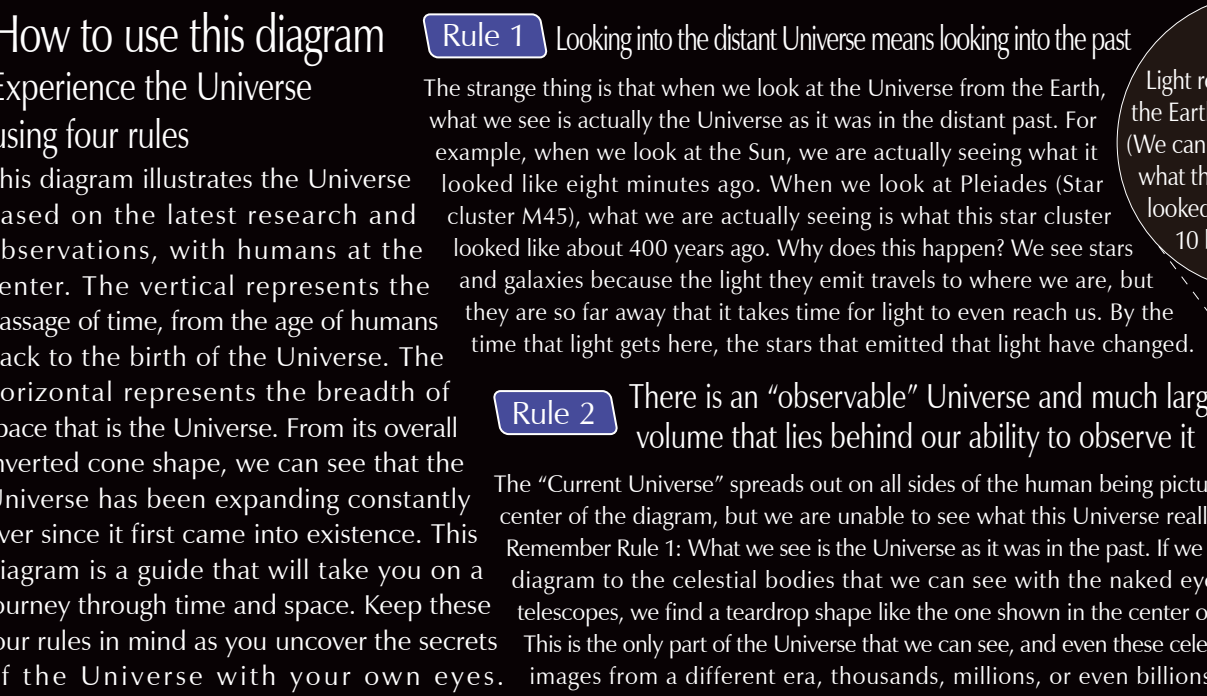 How to use this diagram
Experience the Universe
using four rules
his diagram illustrates the Universe
ased on the latest research and
bservations, with humans at the
enter. The vertical represents the
assage of time, from the age of humans
ack to the birth of the Universe. The
orizontal represents the breadth of
pace that is the Universe. From its overall
nverted cone shape, we can see that the
Universe has been expanding constantly
ver since it first came into existence. This
iagram is a guide that will take you on a
ourney through time and space. Keep these
our rules in mind as you uncover the secrets
f the Universe with your own eyes.
Rule 1 Looking into the distant Universe means looking into the past
The strange thing is that when we look at the Universe from the Earth,
what we see is actually the Universe as it was in the distant past. For
example, when we look at the Sun, we are actually seeing what it
looked like eight minutes ago. When we look at Pleiades (Star
cluster M45), what we are actually seeing is what this star cluster
looked like about 400 years ago. Why does this happen? We see stars
and galaxies because the light they emit travels to where we are, but
they are so far away that it takes time for light to even reach us. By the
time that light gets here, the stars that emitted that light have changed.
Light re
the Eart
(We can
what th
looked
10
Rule 2 There is an “observable” Universe and much larg
volume that lies behind our ability to observe it
The “Current Universe” spreads out on all sides of the human being pictu
center of the diagram, but we are unable to see what this Universe reall
Remember Rule 1: What we see is the Universe as it was in the past. If we
diagram to the celestial bodies that we can see with the naked eye
telescopes, we find a teardrop shape like the one shown in the center o
This is the only part of the Universe that we can see, and even these cele
images from a different era, thousands, millions, or even billions